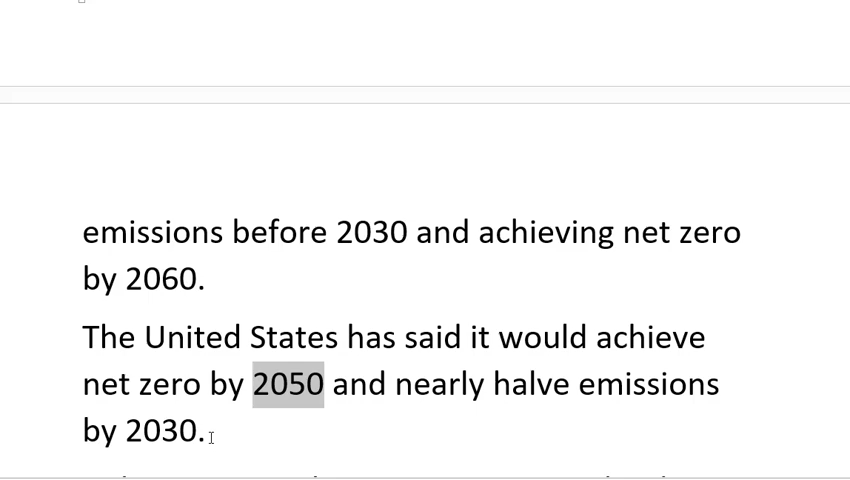 emissions before 2030 and achieving net zero
by 2060.
The United States has said it would achieve
net zero by 2050 and nearly halve emissions
by 2030.